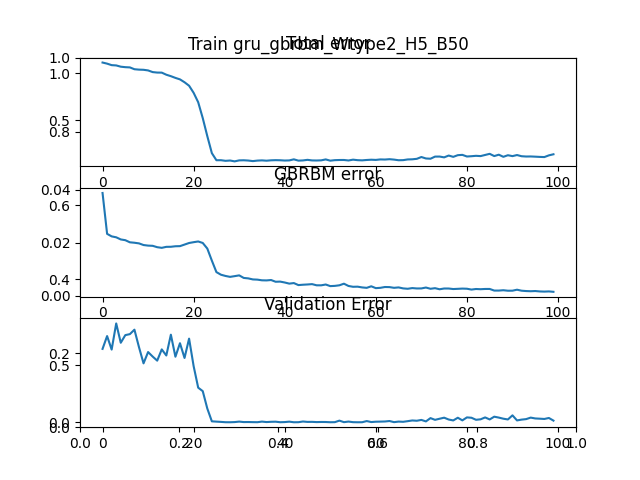 Train gru_gbrbm_Wtype2_H5_B50
Total error
1.0
1.0
0.5
0.8
0 20 40 60 80 100
GBRBM error
0.04
0.6
0.02
0.4
0.00
0 20 40 60 80 100
Validation Error
0.2
0.5
0.0
0.0
0 20 40 60 80 100
0.0 0.2 0.4 0.6 0.8 1.0